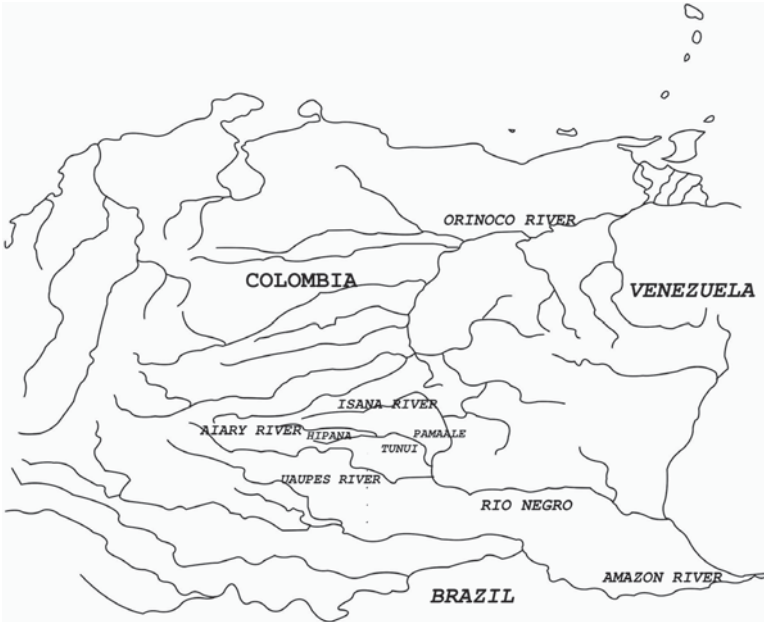 ORINOCO RIVER
COLOMBIA
VENEZUELA
ISANA RIVER
AIARY RIVER
HIPANA
PAMAALE
TUNUI
UAUPES RIVER
RIO NEGRO
AMAZON RIVER
BRAZIL